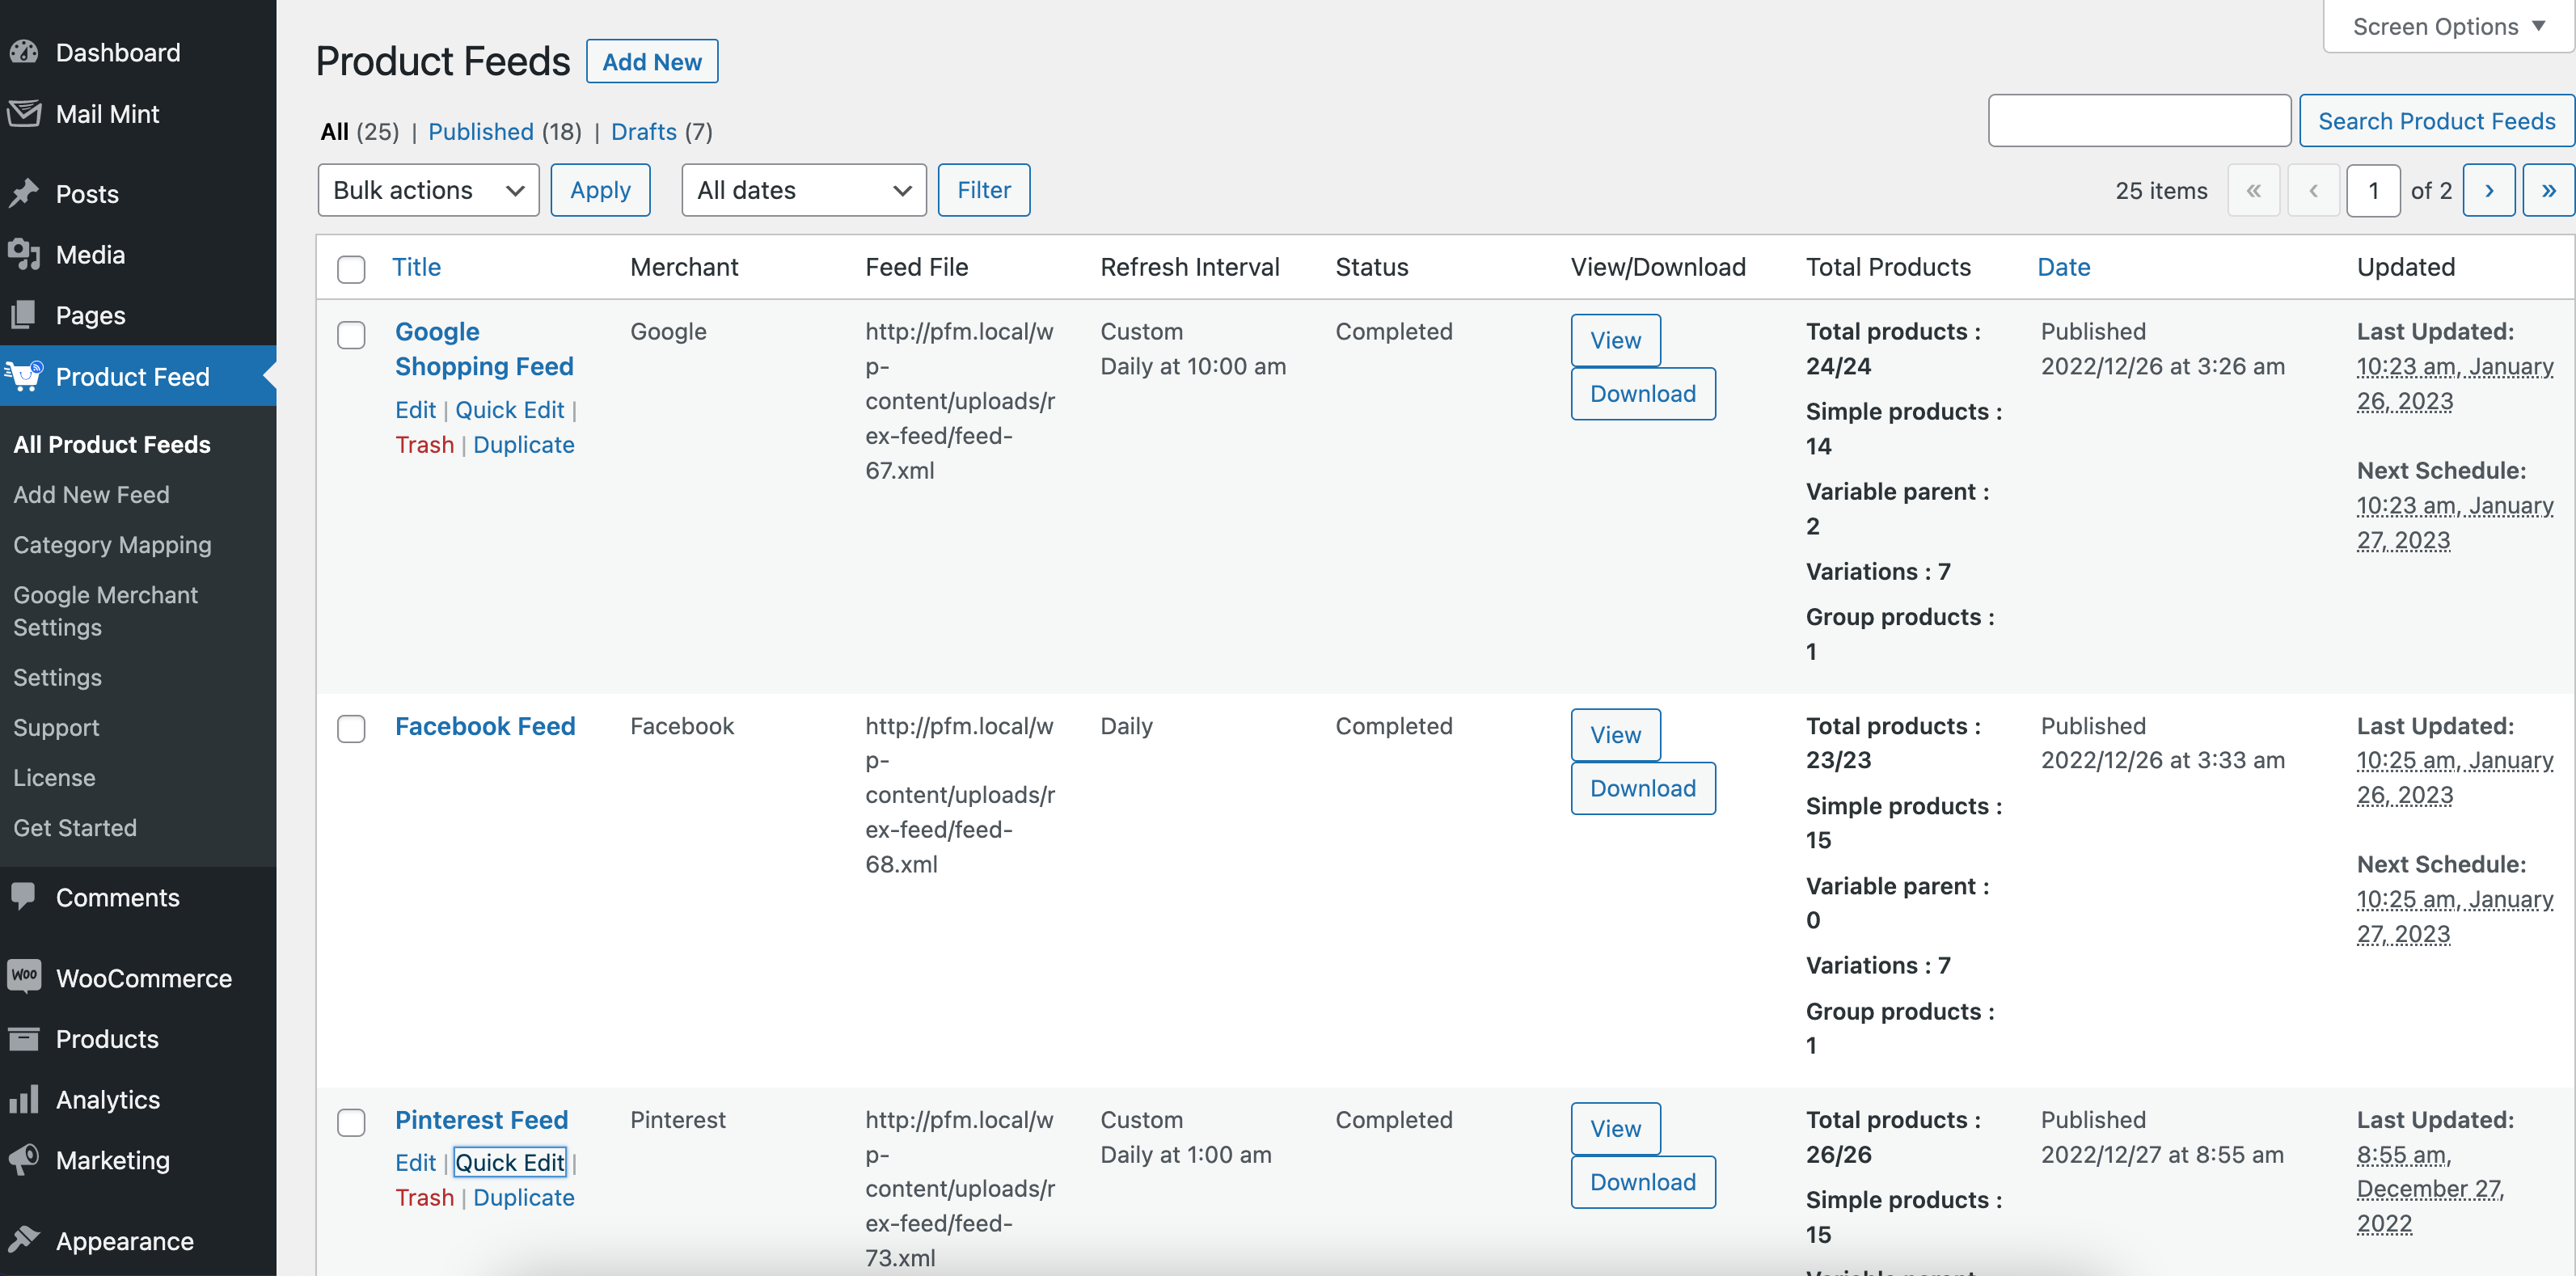 Dashboard
Mail Mint
Posts
Media
Pages
Product Feed
All Product Feeds
Add New Feed
Category Mapping
Google Merchant
Settings
Settings
Support
License
Get Started
Comments
Woo WooCommerce
Products
Analytics
Marketing
Appearance
Screen Options
Product Feeds Add New
All (25) | Published (18) | Drafts (7)
Search Product Feeds
Bulk actions Apply All dates Filter
25 items « ‹ 1 of 2 › »
Title Merchant Feed File Refresh Interval Status View/Download Total Products Date Updated
Google
Shopping Feed
Edit | Quick Edit |
Trash | Duplicate
Google
http://pfm.local/w
p-
content/uploads/r
ex-feed/feed-
67.xml
Custom
Daily at 10:00 am
Completed
View
Download
Total products :
24/24
Simple products :
14
Variable parent :
2
Variations : 7
Group products :
1
Published
2022/12/26 at 3:26 am
Last Updated:
10:23 am, January
26, 2023
Next Schedule:
10:23 am, January
27, 2023
Facebook Feed
Facebook
http://pfm.local/w
p-
content/uploads/r
ex-feed/feed-
68.xml
Daily
Completed
View
Download
Total products :
23/23
Simple products :
15
Variable parent :
0
Variations : 7
Group products :
1
Published
2022/12/26 at 3:33 am
Last Updated:
10:25 am, January
26, 2023
Next Schedule:
10:25 am, January
27, 2023
Pinterest Feed
Edit | Quick Edit |
Trash | Duplicate
Pinterest
http://pfm.local/w
p-
content/uploads/r
ex-feed/feed-
73.xml
Custom
Daily at 1:00 am
Completed
View
Download
Total products :
26/26
Simple products :
15
Variable parent
Published
2022/12/27 at 8:55 am
Last Updated:
8:55 am,
December 27,
2022